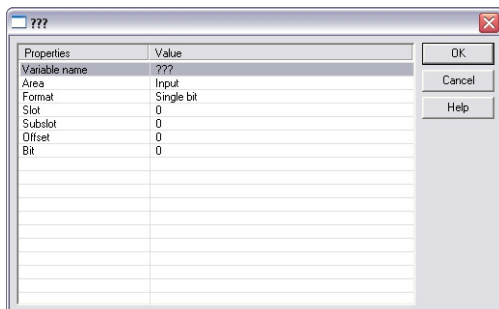 ???
Properties Value
Variable name ???
Area Input
Format Single bit
Slot 0
Subslot 0
Offset 0
Bit 0
OK
Cancel
Help